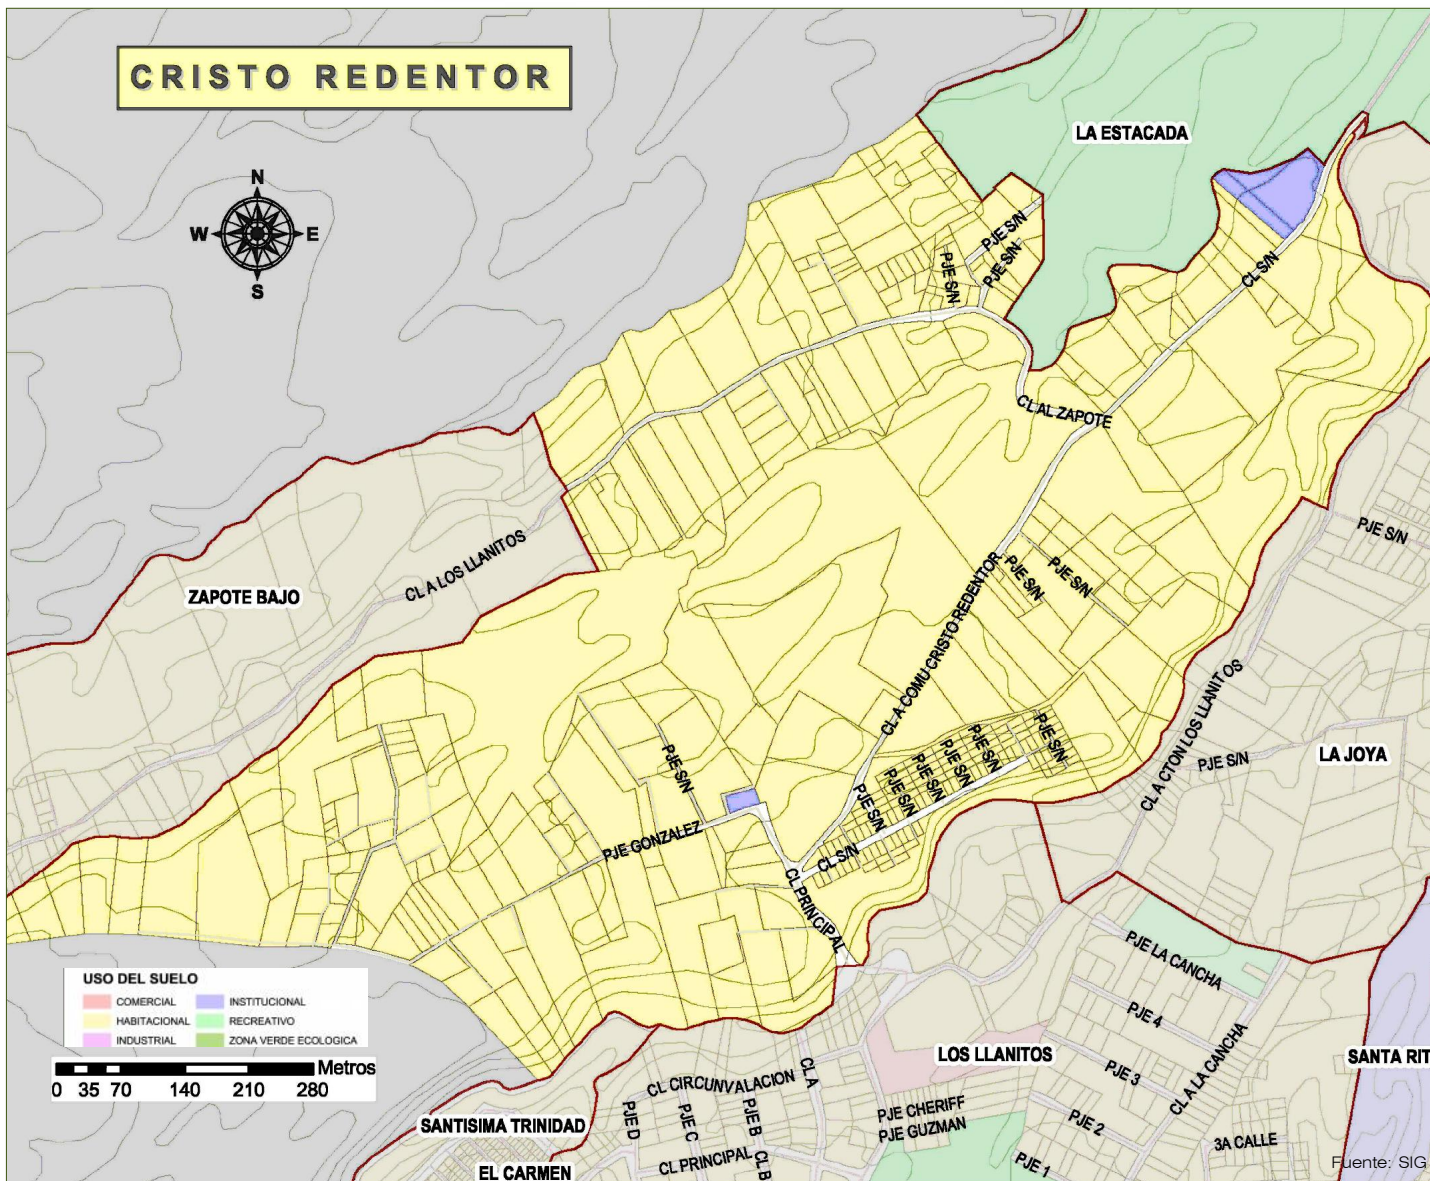 CRISTO REDENTOR
LA ESTACADA
N
W
E
S
PJE S/N
PJE S/N
PJE S/N
CL S/N
CL AL ZAPOTE
PJE S/N
CL A LOS LLANITOS
ZAPOTE BAJO
PJE S/N
PJE S/N
CL A COMU CRISTO REDENTOR
CL A CTON LOS LLANITOS
PJE S/N
LA JOYA
PJE S/N
PJE S/N
PJE S/N
PJE S/N
PJE S/N
PJE S/N
PJE S/N
PJE GONZALEZ
CL S/N
CL PRINCIPAL
PJE LA CANCHA
USO DEL SUELO
COMERCIAL
INSTITUCIONAL
HABITACIONAL
RECREATIVO
INDUSTRIAL
ZONA VERDE ECOLOGICA
Metros
0 35 70 140 210 280
PJE 4
LOS LLANITOS
SANTA RIT
PJE 3
CL A LA CANCHA
CL CIRCUNVALACION
CL A
PJE D
PJE C
PJE B
PJE CHERIFF
PJE GUZMAN
PJE 2
SANTISIMA TRINIDAD
3A CALLE
CL PRINCIPAL
CL B
PJE 1
EL CARMEN
Fuente: SIG